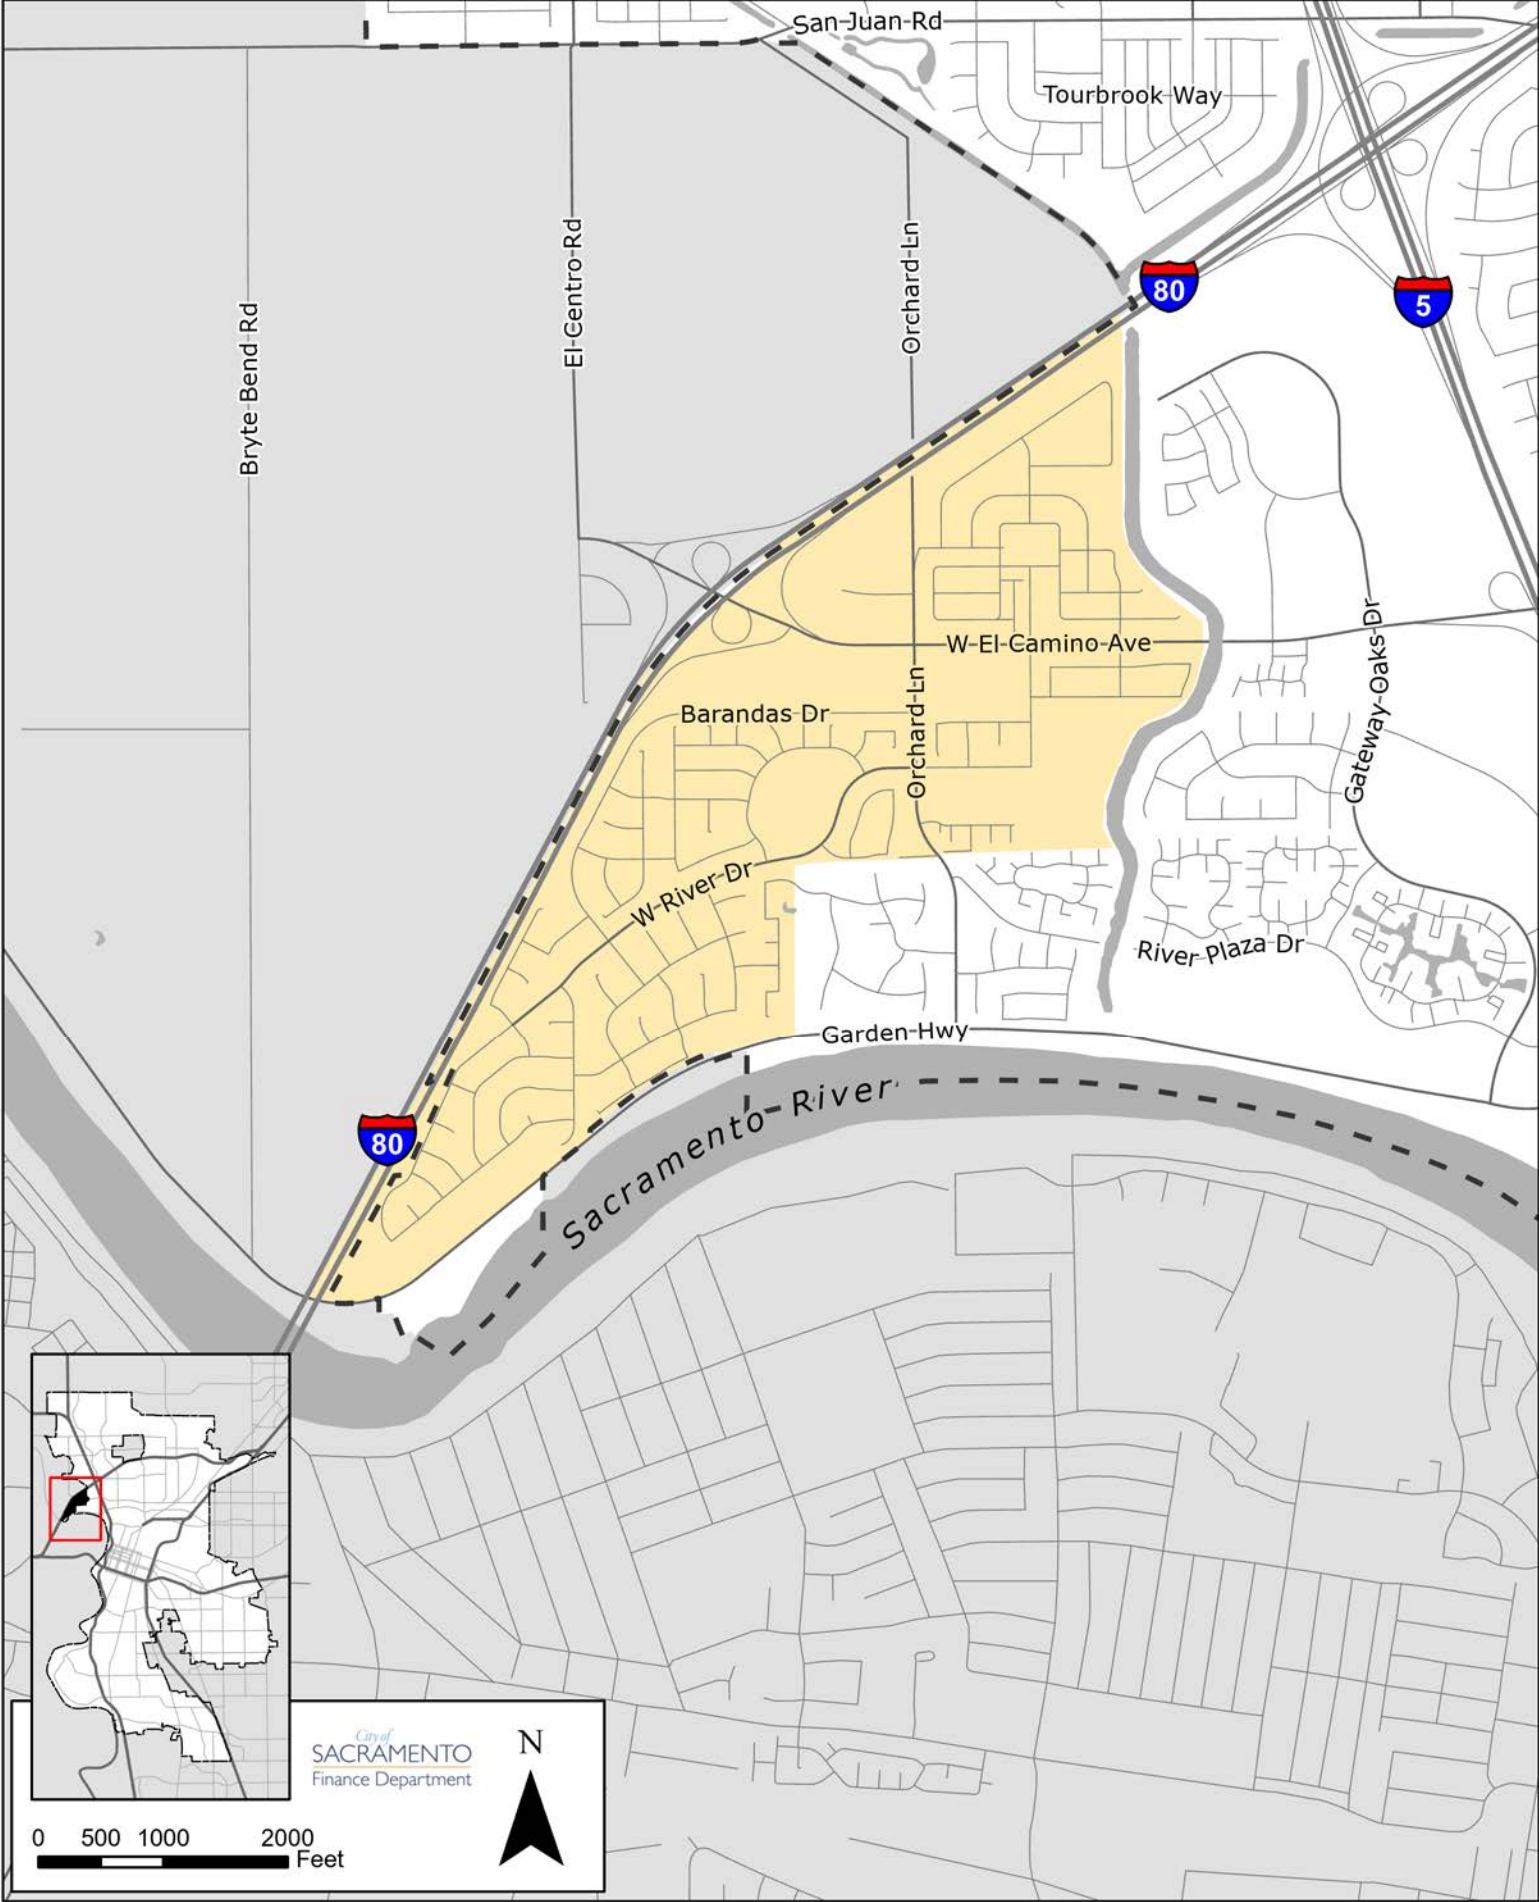 San Juan Rd
Tourbrook Way
80
5
Bryte Bend Rd
El Centro Rd
Orchard Ln
W El Camino Ave
Barandas Dr
Orchard Ln
Gateway Oaks Dr
W River Dr
River Plaza Dr
Garden Hwy
Sacramento River
80
City of
SACRAMENTO
Finance Department
N
0 500 1000 2000
Feet